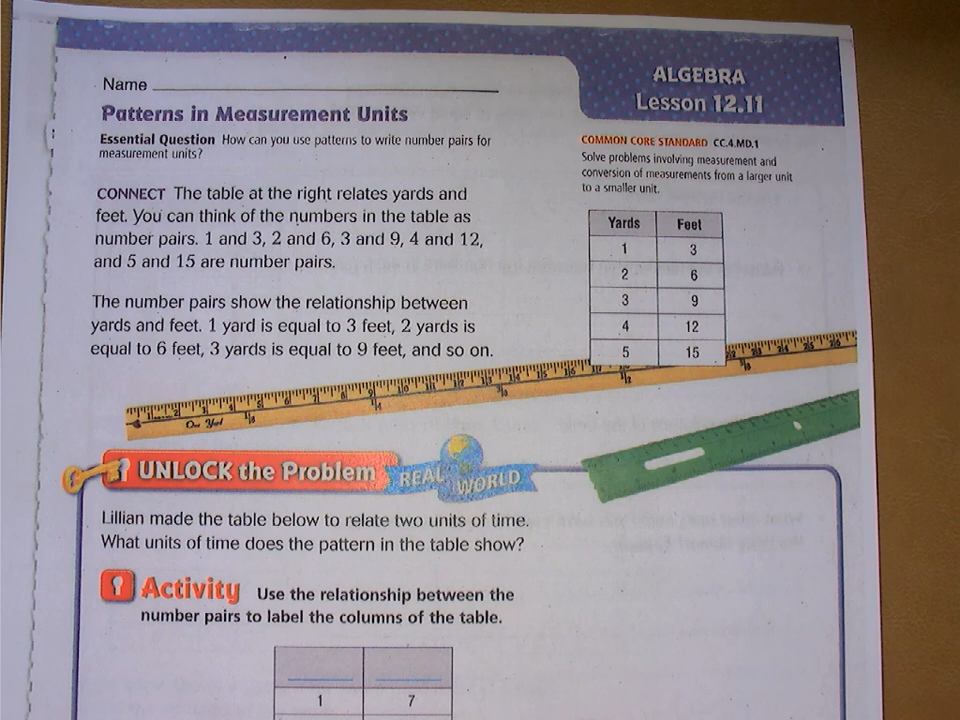 ALGEBRA
Lesson 12.11
Name
Patterns in Measurement Units
Essential Question How can you use patterns to write number pairs for
measurement units?
COMMON CORE STANDARD CC.4.MD.1
Solve problems involving measurement and
conversion of measurements from a larger unit
to a smaller unit.
CONNECT The table at the right relates yards and
feet. You can think of the numbers in the table as
number pairs. 1 and 3, 2 and 6, 3 and 9, 4 and 12,
and 5 and 15 are number pairs.
The number pairs show the relationship between
yards and feet. 1 yard is equal to 3 feet, 2 yards is
equal to 6 feet, 3 yards is equal to 9 feet, and so on.
Yards Feet
1 3
2 6
3 9
4 12
5 15
One Yard
UNLOCK the Problem REAL WORLD
Lillian made the table below to relate two units of time.
What units of time does the pattern in the table show?
Activity Use the relationship between the
number pairs to label the columns of the table.
1 7